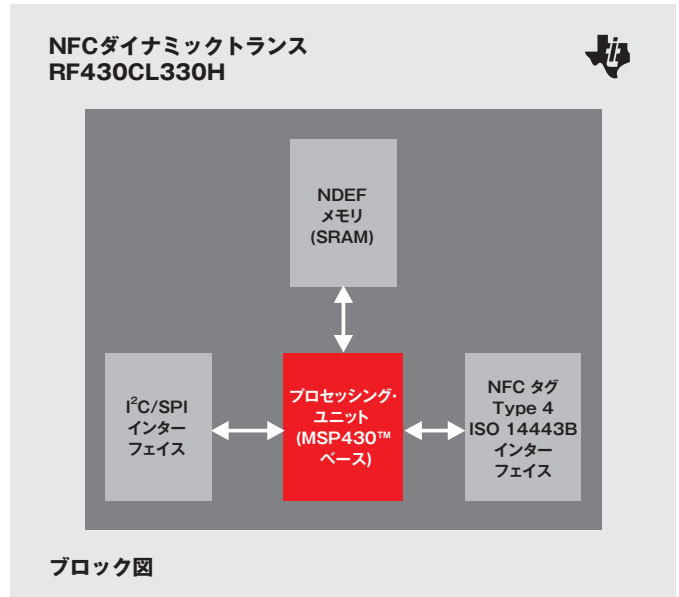 NFCダイナミックトランス
RF430CL330H
NDEF
メモリ
(SRAM)
I²C/SPI
インター
フェイス
プロセッシング・
ユニット
(MSP430™
ベース)
NFC タグ
Type 4
ISO 14443B
インター
フェイス
ブロック図